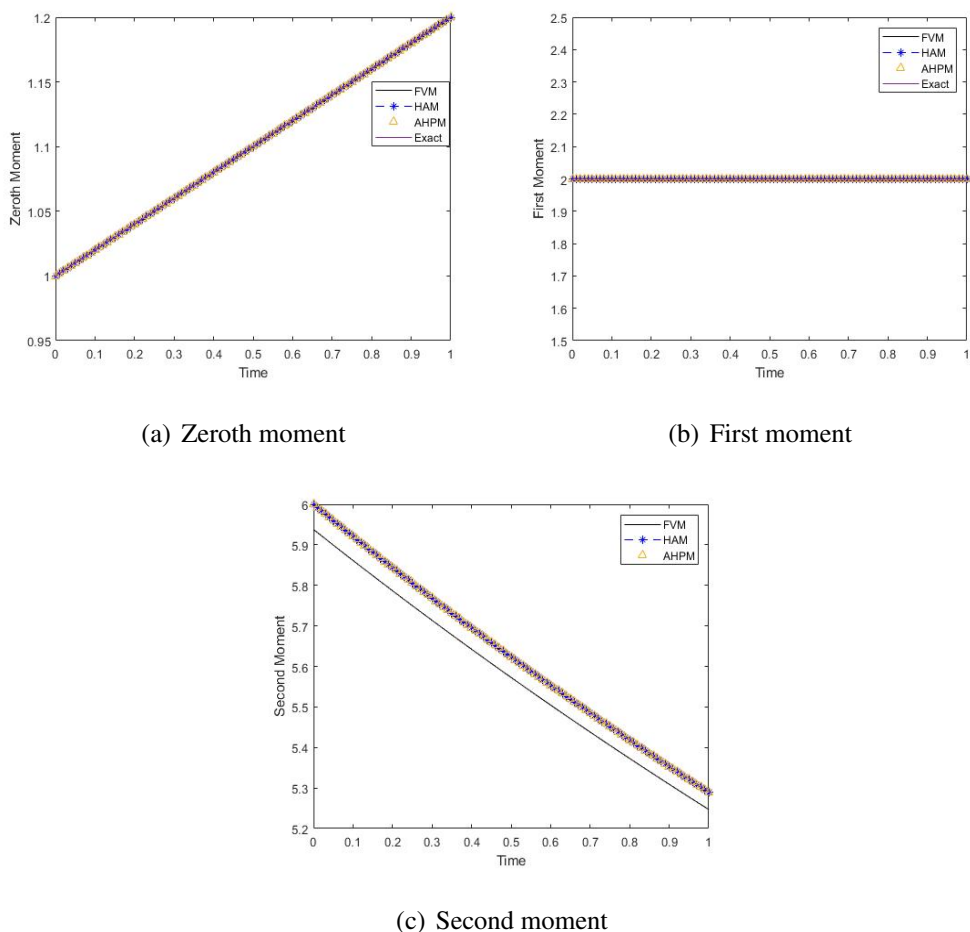 1.2
1.15
1.1
1.05
1
0.95
Zeroth Moment
0 0.1 0.2 0.3 0.4 0.5 0.6 0.7 0.8 0.9 1
Time
FVM
HAM
AHPM
Exact
(a) Zeroth moment
2.5
2.4
2.3
2.2
2.1
2
1.9
1.8
1.7
1.6
1.5
First Moment
0 0.1 0.2 0.3 0.4 0.5 0.6 0.7 0.8 0.9 1
Time
FVM
HAM
AHPM
Exact
(b) First moment
6
5.9
5.8
5.7
5.6
5.5
5.4
5.3
5.2
Second Moment
0 0.1 0.2 0.3 0.4 0.5 0.6 0.7 0.8 0.9 1
Time
FVM
HAM
AHPM
(c) Second moment